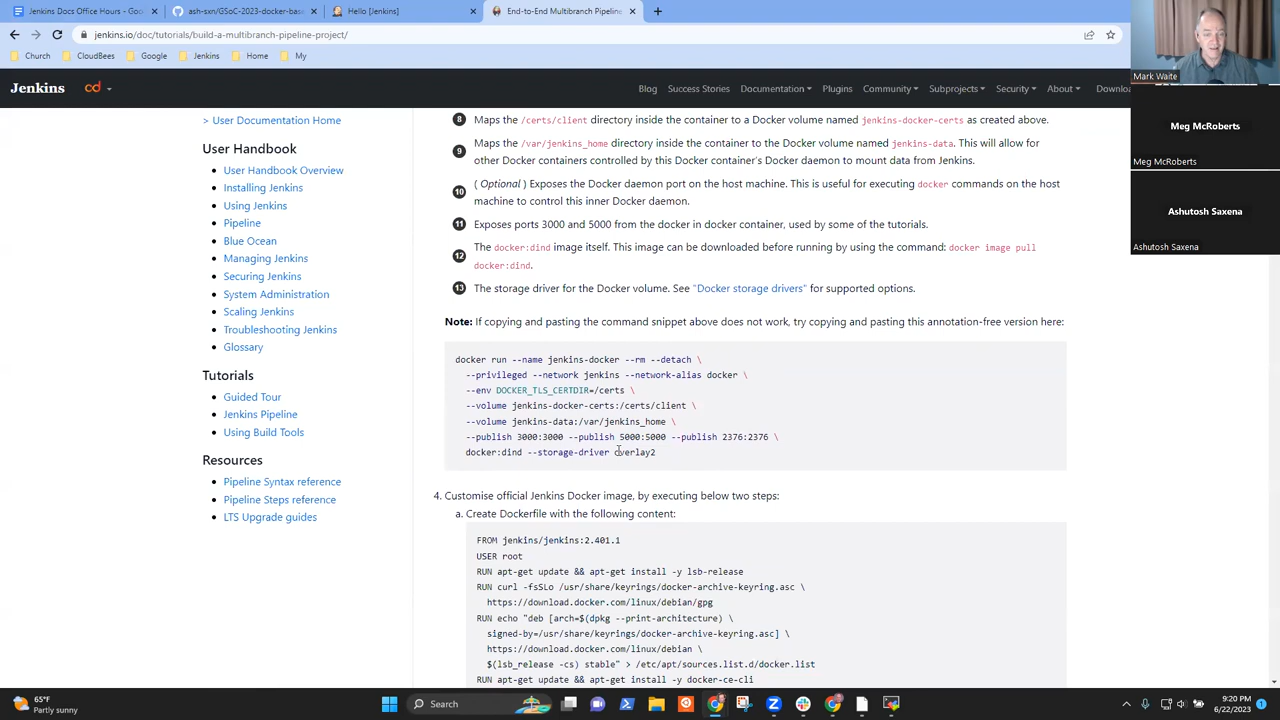 Jenkins Docs Office Hours - Goo
ash-sxn/GSoC-2023-docker-base
Hello [Jenkins]
End-to-End Multibranch Pipeline
jenkins.io/doc/tutorials/build-a-multibranch-pipeline-project/
Church
CloudBees
Google
Jenkins
Home
My
Jenkins
cd
Blog
Success Stories
Documentation
Plugins
Community
Subprojects
Security
About
Downloa
> User Documentation Home
User Handbook
User Handbook Overview
Installing Jenkins
Using Jenkins
Pipeline
Blue Ocean
Managing Jenkins
Securing Jenkins
System Administration
Scaling Jenkins
Troubleshooting Jenkins
Glossary
Tutorials
Guided Tour
Jenkins Pipeline
Using Build Tools
Resources
Pipeline Syntax reference
Pipeline Steps reference
LTS Upgrade guides
8 Maps the /certs/client directory inside the container to a Docker volume named jenkins-docker-certs as created above.
9 Maps the /var/jenkins_home directory inside the container to the Docker volume named jenkins-data. This will allow for
other Docker containers controlled by this Docker container's Docker daemon to mount data from Jenkins.
10 ( Optional ) Exposes the Docker daemon port on the host machine. This is useful for executing docker commands on the host
machine to control this inner Docker daemon.
11 Exposes ports 3000 and 5000 from the docker in docker container, used by some of the tutorials.
12 The docker:dind image itself. This image can be downloaded before running by using the command: docker image pull
docker:dind.
13 The storage driver for the Docker volume. See "Docker storage drivers" for supported options.
Note: If copying and pasting the command snippet above does not work, try copying and pasting this annotation-free version here:
docker run --name jenkins-docker --rm --detach \
--privileged --network jenkins --network-alias docker \
--env DOCKER_TLS_CERTDIR=/certs \
--volume jenkins-docker-certs:/certs/client \
--volume jenkins-data:/var/jenkins_home \
--publish 3000:3000 --publish 5000:5000 --publish 2376:2376 \
docker:dind --storage-driver overlay2
4. Customise official Jenkins Docker image, by executing below two steps:
a. Create Dockerfile with the following content:
FROM jenkins/jenkins:2.401.1
USER root
RUN apt-get update && apt-get install -y lsb-release
RUN curl -fsSLo /usr/share/keyrings/docker-archive-keyring.asc \
https://download.docker.com/linux/debian/gpg
RUN echo "deb [arch=$(dpkg --print-architecture) \
signed-by=/usr/share/keyrings/docker-archive-keyring.asc] \
https://download.docker.com/linux/debian \
$(lsb_release -cs) stable" > /etc/apt/sources.list.d/docker.list
RUN apt-get update && apt-get install -y docker-ce-cli
Mark Waite
Meg McRoberts
Meg McRoberts
Ashutosh Saxena
Ashutosh Saxena
65°F
Partly sunny
Search
9:20 PM
6/22/2023